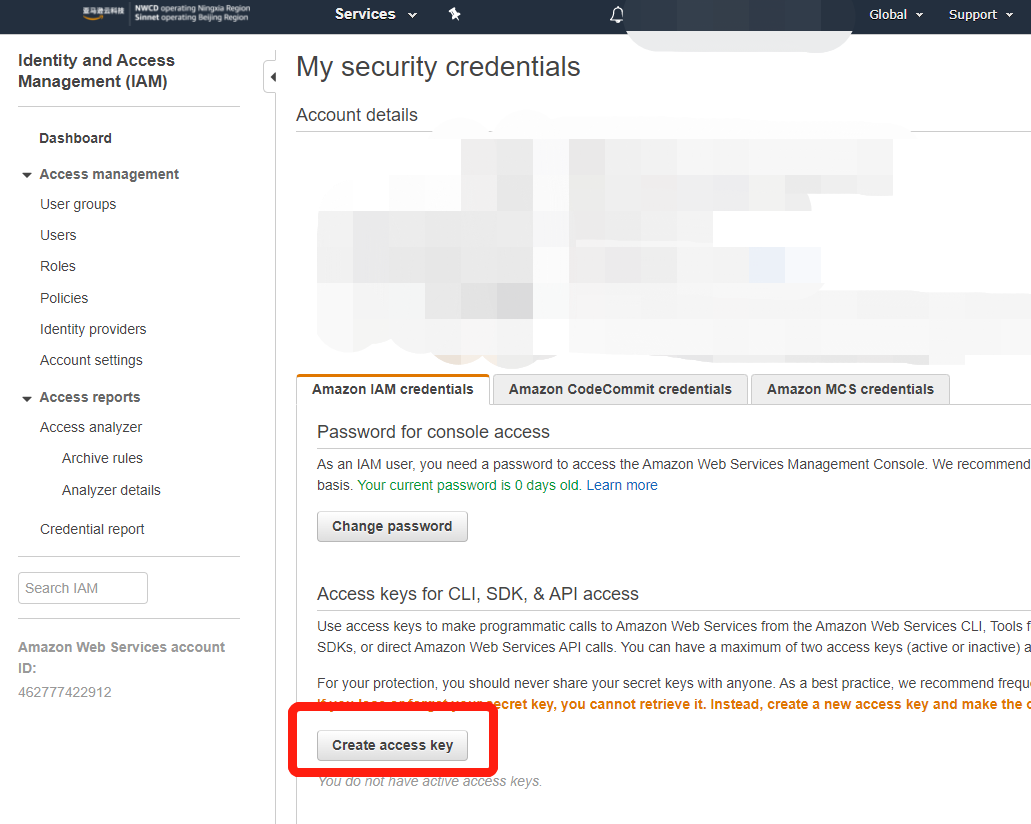 亚马逊云科技
NWCD operating Ningxia Region
Sinnet operating Beijing Region
Services
Global
Support
Identity and Access
Management (IAM)
Dashboard
Access management
User groups
Users
Roles
Policies
Identity providers
Account settings
Access reports
Access analyzer
Archive rules
Analyzer details
Credential report
Search IAM
Amazon Web Services account
ID:
462777422912
My security credentials
Account details
Amazon IAM credentials
Amazon CodeCommit credentials
Amazon MCS credentials
Password for console access
As an IAM user, you need a password to access the Amazon Web Services Management Console. We recommend
basis. Your current password is 0 days old. Learn more
Change password
Access keys for CLI, SDK, & API access
Use access keys to make programmatic calls to Amazon Web Services from the Amazon Web Services CLI, Tools f
SDKs, or direct Amazon Web Services API calls. You can have a maximum of two access keys (active or inactive) a
For your protection, you should never share your secret keys with anyone. As a best practice, we recommend frequ
If you lose or forget your secret key, you cannot retrieve it. Instead, create a new access key and make the o
Create access key
You do not have active access keys.